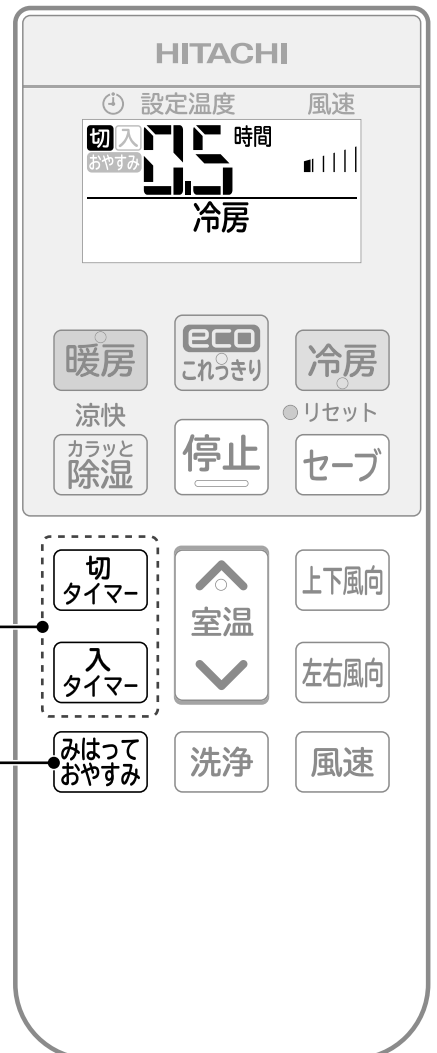 HITACHI
設定温度 風速
切 入 0.5 時間
おやすみ
冷房
暖房 eco これっきり 冷房
涼快 リセット
カラッと除湿 停止 セーブ
切タイマー 室温 上下風向
入タイマー 左右風向
みはっておやすみ 洗浄 風速